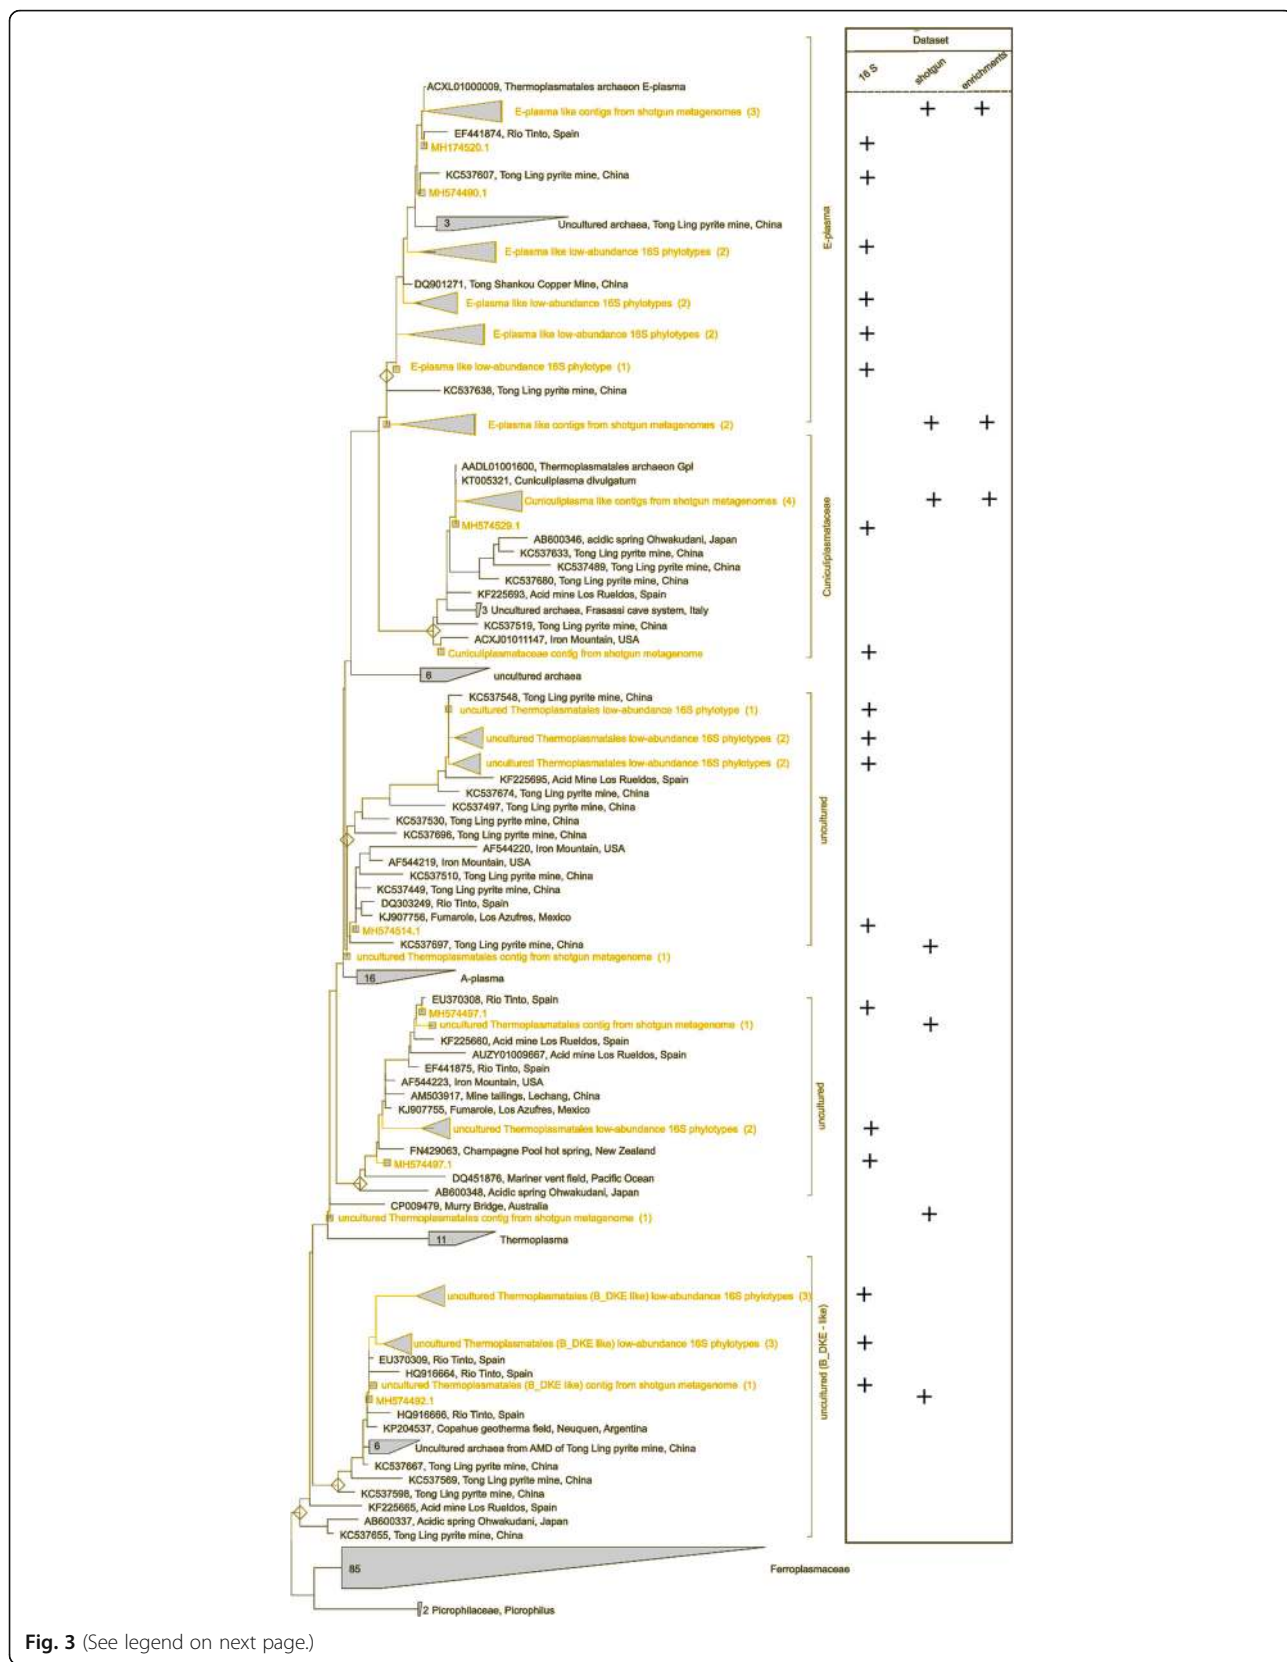 Dataset
16 S
shotgun
enrichments
ACXL01000009, Thermoplasmatales archaeon E-plasma
E-plasma like contigs from shotgun metagenomes (3)
EF441874, Rio Tinto, Spain
MH174520.1
KC537607, Tong Ling pyrite mine, China
MH574490.1
3
Uncultured archaea, Tong Ling pyrite mine, China
E-plasma like low-abundance 16S phylotypes (2)
DQ901271, Tong Shankou Copper Mine, China
E-plasma like low-abundance 16S phylotypes (2)
E-plasma like low-abundance 16S phylotypes (2)
E-plasma like low-abundance 16S phylotype (1)
KC537638, Tong Ling pyrite mine, China
E-plasma like contigs from shotgun metagenomes (2)
E-plasma
AADL01001600, Thermoplasmatales archaeon Gpl
KT005321, Cuniculiplasma divulgatum
Cuniculiplasma like contigs from shotgun metagenomes (4)
MH574529.1
AB600346, acidic spring Ohwakudani, Japan
KC537633, Tong Ling pyrite mine, China
KC537489, Tong Ling pyrite mine, China
KC537680, Tong Ling pyrite mine, China
KF225693, Acid mine Los Rueldos, Spain
3 Uncultured archaea, Frasassi cave system, Italy
KC537519, Tong Ling pyrite mine, China
ACXJ01011147, Iron Mountain, USA
Cuniculiplasmataceae contig from shotgun metagenome
Cuniculiplasmataceae
6
uncultured archaea
KC537548, Tong Ling pyrite mine, China
uncultured Thermoplasmatales low-abundance 16S phylotype (1)
uncultured Thermoplasmatales low-abundance 16S phylotypes (2)
uncultured Thermoplasmatales low-abundance 16S phylotypes (2)
KF225695, Acid Mine Los Rueldos, Spain
KC537674, Tong Ling pyrite mine, China
KC537497, Tong Ling pyrite mine, China
KC537530, Tong Ling pyrite mine, China
KC537696, Tong Ling pyrite mine, China
AF544220, Iron Mountain, USA
AF544219, Iron Mountain, USA
KC537510, Tong Ling pyrite mine, China
KC537449, Tong Ling pyrite mine, China
DQ303249, Rio Tinto, Spain
KJ907756, Fumarole, Los Azufres, Mexico
MH574514.1
KC537697, Tong Ling pyrite mine, China
uncultured Thermoplasmatales contig from shotgun metagenome (1)
uncultured
16
A-plasma
EU370308, Rio Tinto, Spain
MH574497.1
uncultured Thermoplasmatales contig from shotgun metagenome (1)
KF225660, Acid mine Los Rueldos, Spain
AUZY01009667, Acid mine Los Rueldos, Spain
EF441875, Rio Tinto, Spain
AF544223, Iron Mountain, USA
AM503917, Mine tailings, Lechang, China
KJ907755, Fumarole, Los Azufres, Mexico
uncultured Thermoplasmatales low-abundance 16S phylotypes (2)
FN429063, Champagne Pool hot spring, New Zealand
MH574497.1
DQ451876, Mariner vent field, Pacific Ocean
AB600348, Acidic spring Ohwakudani, Japan
uncultured
CP009479, Murry Bridge, Australia
uncultured Thermoplasmatales contig from shotgun metagenome (1)
11
Thermoplasma
uncultured Thermoplasmatales (B_DKE like) low-abundance 16S phylotypes (3)
uncultured Thermoplasmatales (B_DKE like) low-abundance 16S phylotypes (3)
EU370309, Rio Tinto, Spain
HQ916664, Rio Tinto, Spain
uncultured Thermoplasmatales (B_DKE like) contig from shotgun metagenome (1)
MH574492.1
HQ916666, Rio Tinto, Spain
KP204537, Copahue geotherma field, Neuquen, Argentina
6
Uncultured archaea from AMD of Tong Ling pyrite mine, China
KC537667, Tong Ling pyrite mine, China
KC537569, Tong Ling pyrite mine, China
KC537598, Tong Ling pyrite mine, China
KF225665, Acid mine Los Rueldos, Spain
AB600337, Acidic spring Ohwakudani, Japan
KC537655, Tong Ling pyrite mine, China
uncultured (B_DKE - like)
85
Ferroplasmaceae
2 Picrophilaceae, Picrophilus
Fig. 3 (See legend on next page.)